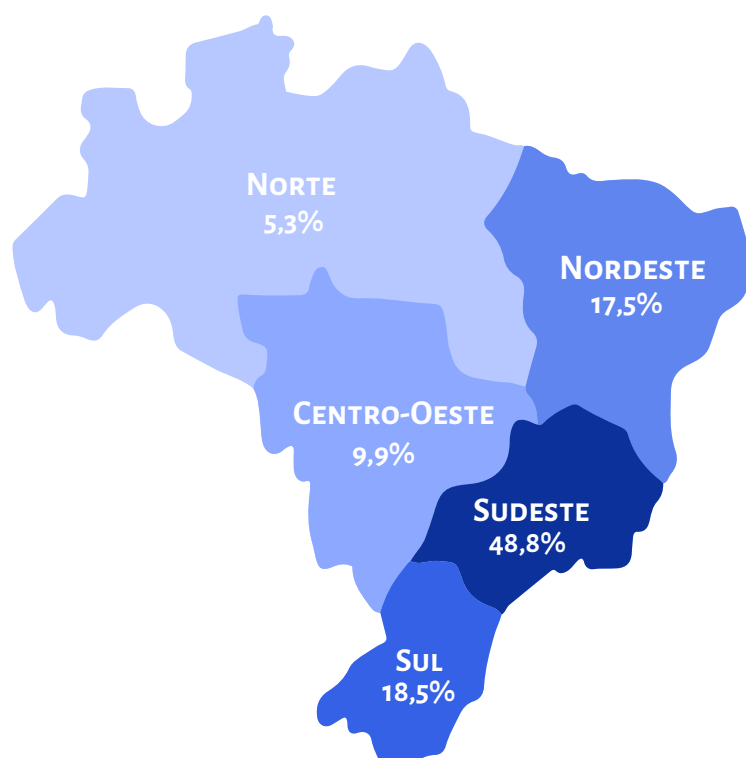 Norte
5,3%
Nordeste
17,5%
Centro-Oeste
9,9%
Sudeste
48,8%
Sul
18,5%